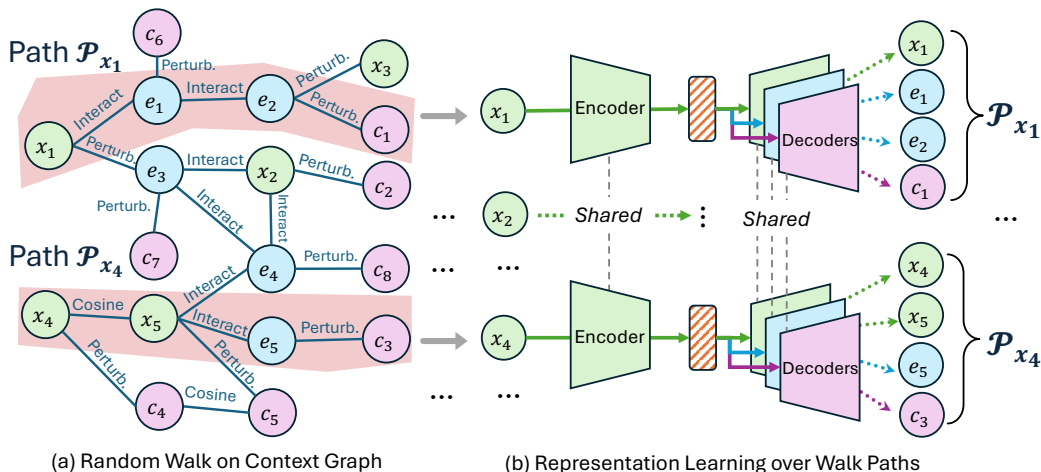 Path 𝓟ₓ₁
c₆
Perturb.
x₃
Perturb.
Interact
e₁
Interact
e₂
Perturb.
c₁
x₁
Perturb.
e₃
Interact
x₂
Perturb.
c₂
Perturb.
Interact
Interact
c₇
Path 𝓟ₓ₄
e₄
Perturb.
c₈
Interact
x₄
Cosine
x₅
Interact
e₅
Perturb.
c₃
Perturb.
Perturb.
c₄
Cosine
c₅
(a) Random Walk on Context Graph
x₁
Encoder
Decoders
x₁
e₁
e₂
c₁
𝓟ₓ₁
...
x₂
Shared
⋮
Shared
...
...
...
x₄
Encoder
Decoders
x₄
x₅
e₅
c₃
𝓟ₓ₄
...
...
(b) Representation Learning over Walk Paths